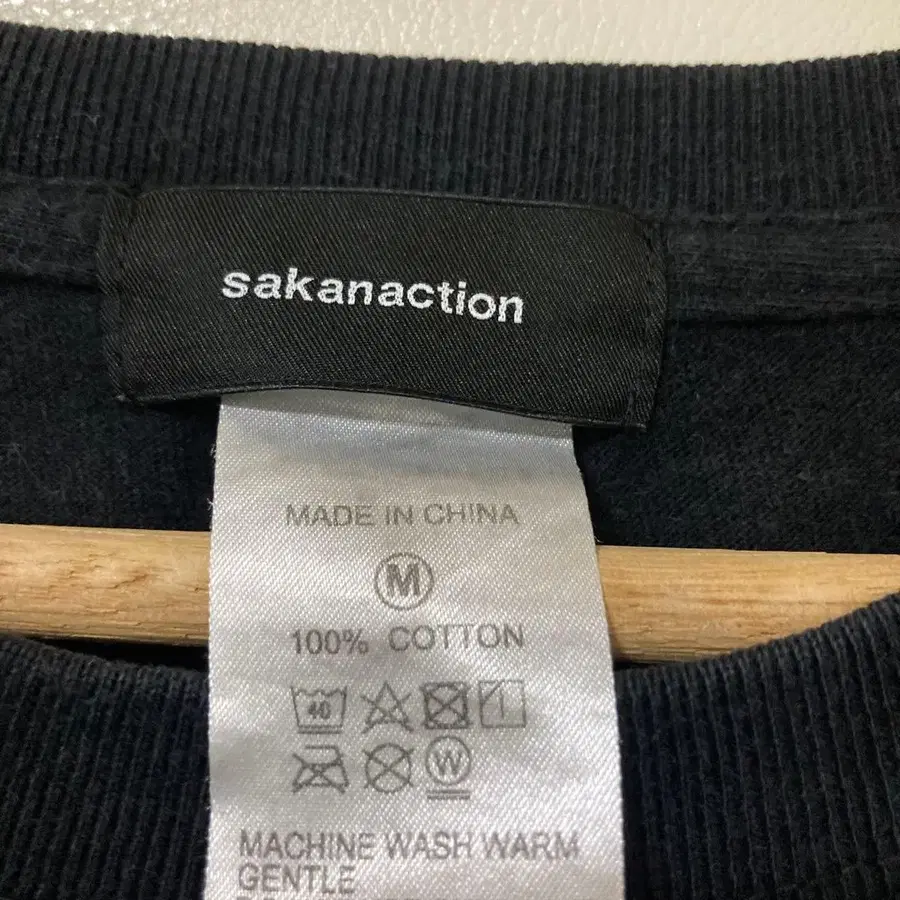 sakanaction
MADE IN CHINA
M
100% COTTON
40
W
MACHINE WASH WARM
GENTLE